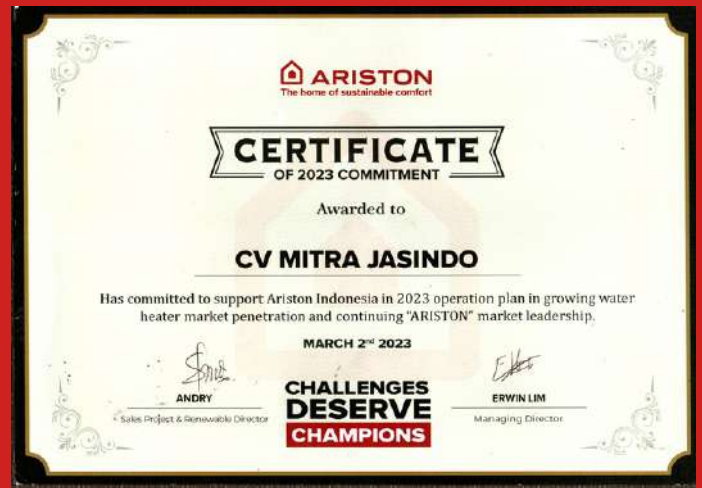 ARISTON
The home of sustainable comfort
CERTIFICATE
OF 2023 COMMITMENT
Awarded to
CV MITRA JASINDO
Has committed to support Ariston Indonesia in 2023 operation plan in growing water
heater market penetration and continuing "ARISTON" market leadership.
MARCH 2nd 2023
ANDRY
Sales Project & Renewable Director
CHALLENGES
DESERVE
CHAMPIONS
ERWIN LIM
Managing Director